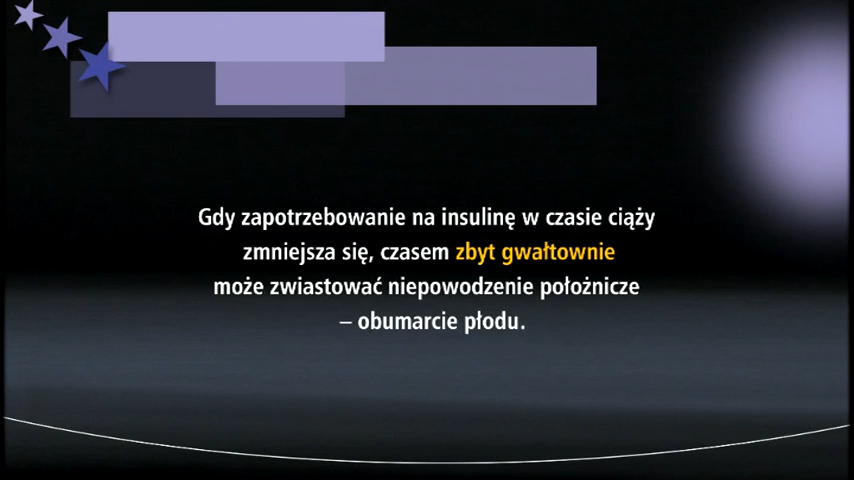 Gdy zapotrzebowanie na insulinę w czasie ciąży
zmniejsza się, czasem zbyt gwałtownie
może zwiastować niepowodzenie położnicze
– obumarcie płodu.